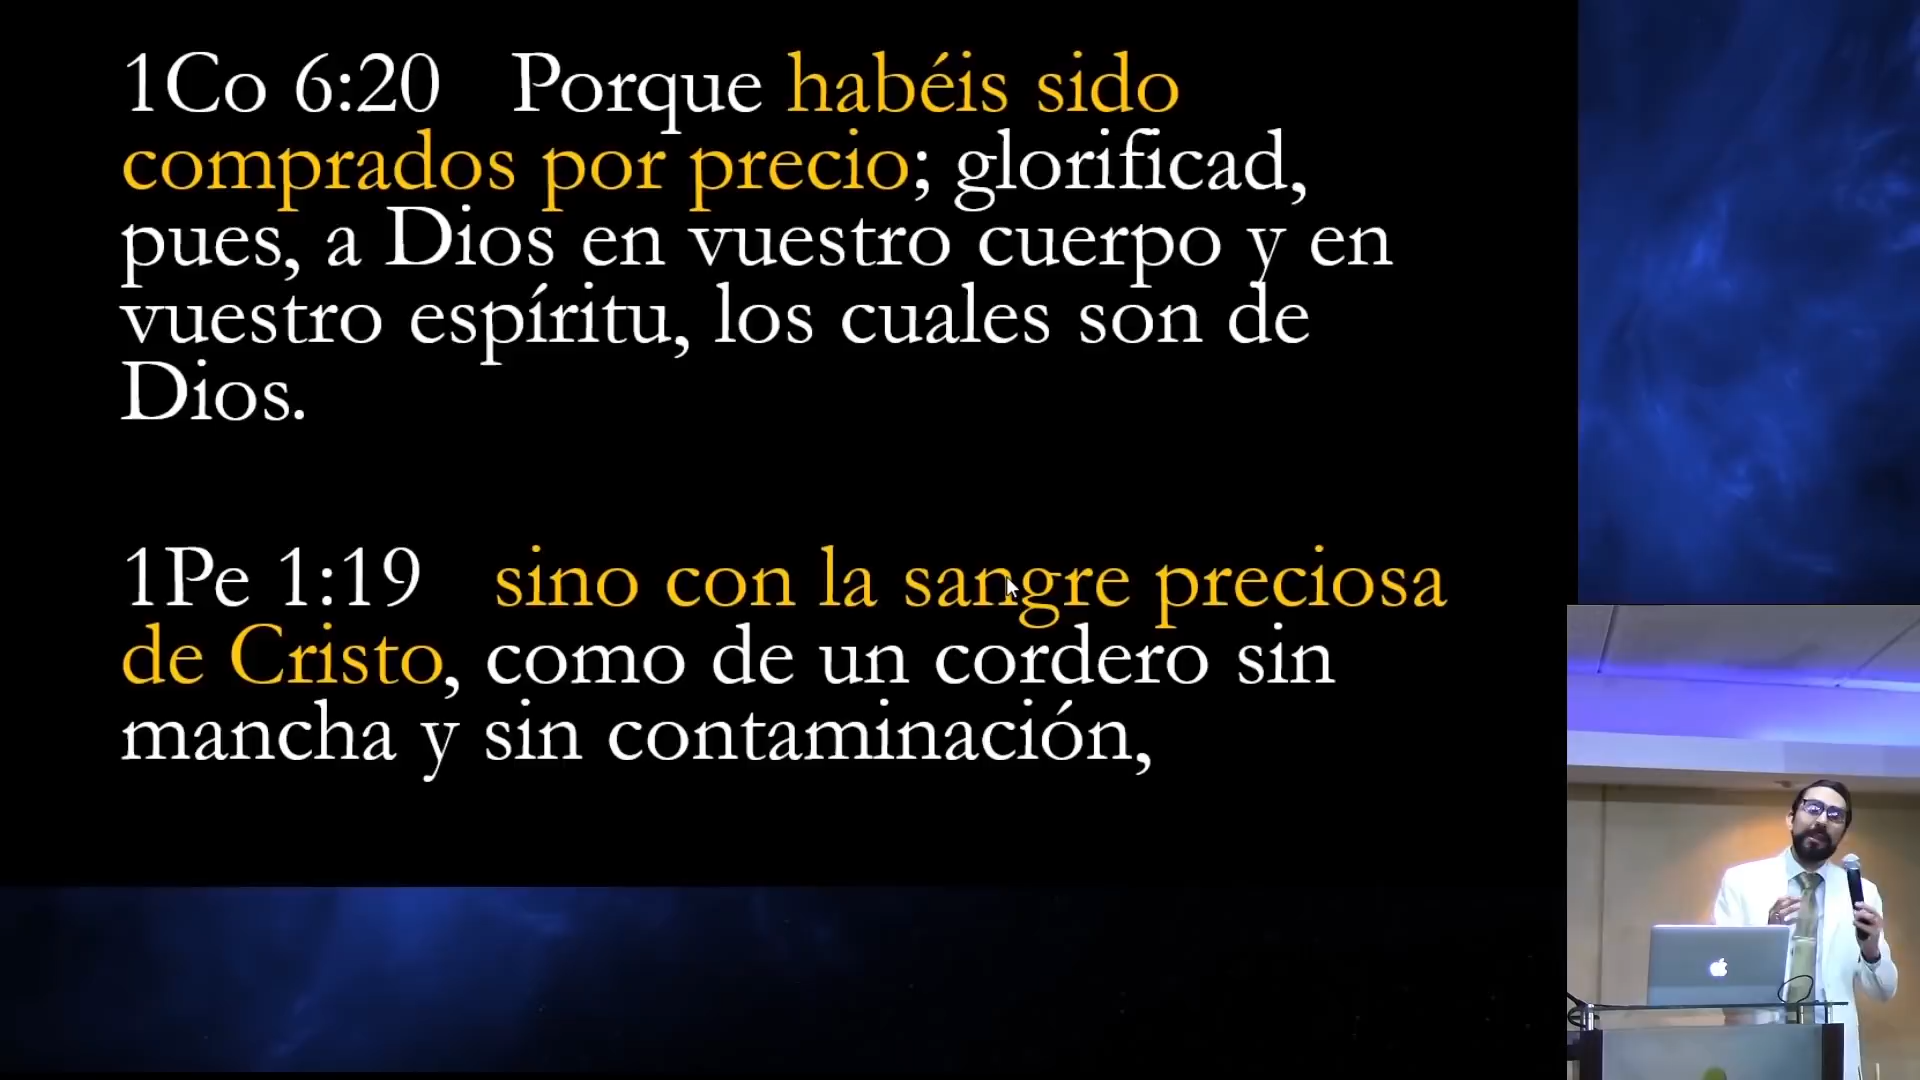 1Co 6:20 Porque habéis sido
comprados por precio; glorificad,
pues, a Dios en vuestro cuerpo y en
vuestro espíritu, los cuales son de
Dios.
1Pe 1:19 sino con la sangre preciosa
de Cristo, como de un cordero sin
mancha y sin contaminación,